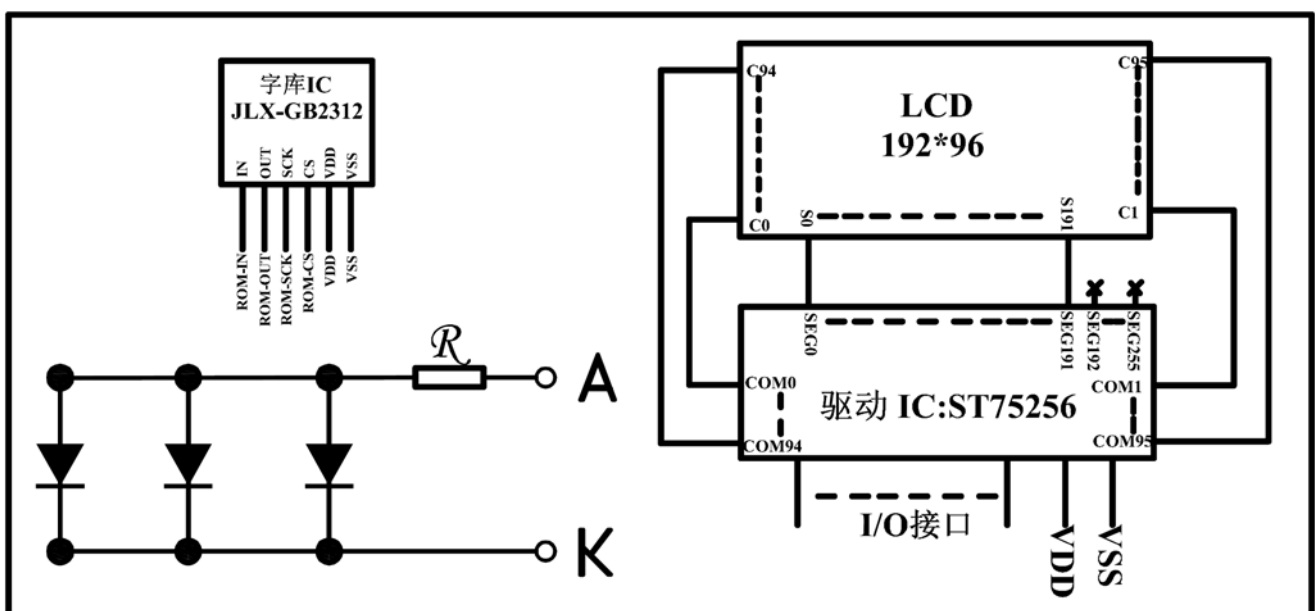 字库IC
JLX-GB2312
IN
OUT
SCK
CS
VDD
VSS
ROM-IN
ROM-OUT
ROM-SCK
ROM-CS
VDD
VSS
R
A
K
C94
C95
LCD
192*96
C0
S0
S191
C1
SEG0
SEG191
SEG192
SEG255
COM0
COM1
驱动 IC:ST75256
COM94
COM95
I/O接口
VDD
VSS